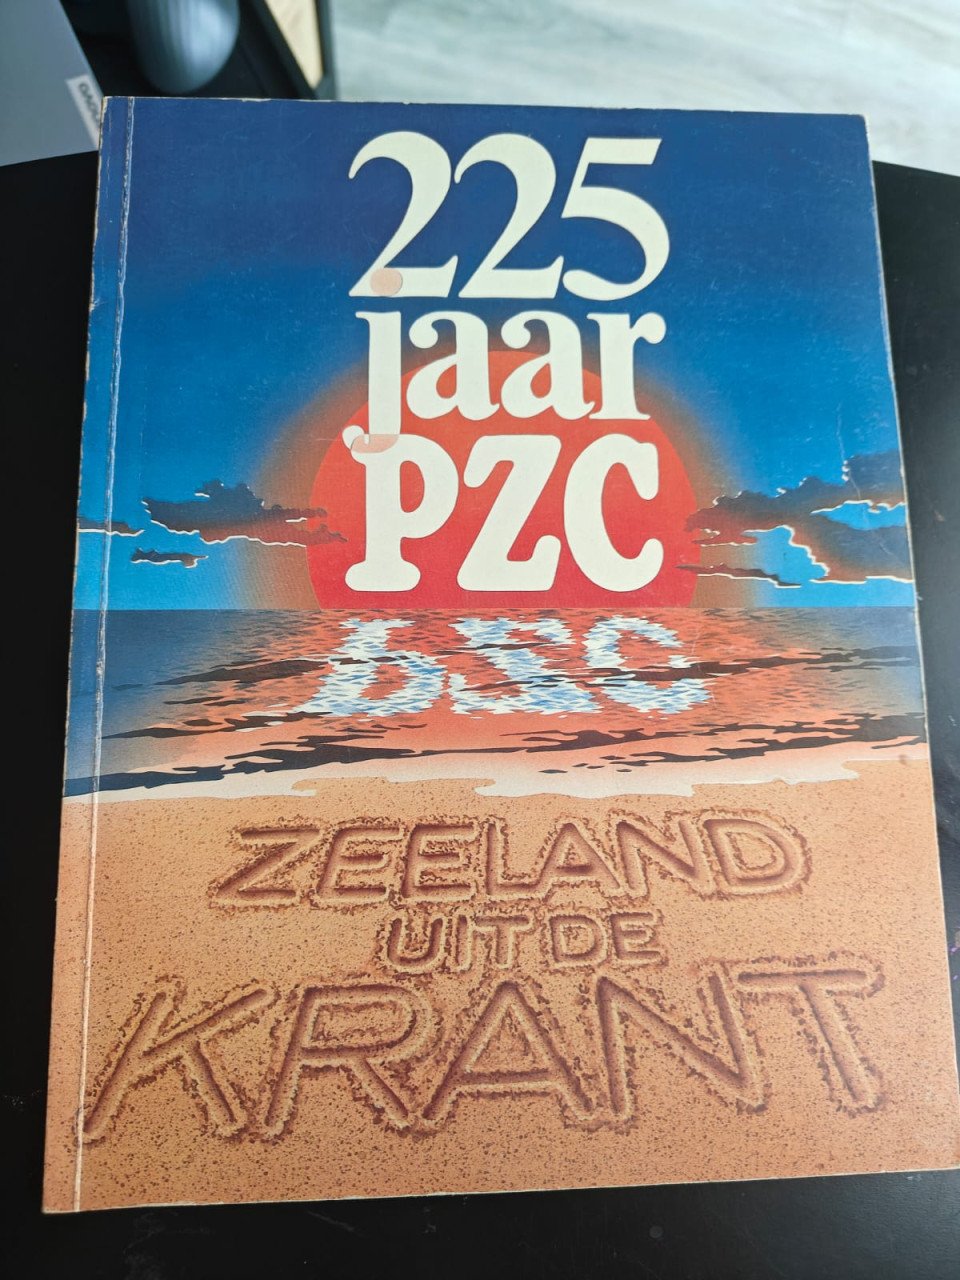 225
jaar
PZC
ZEELAND
UIT DE
KRANT